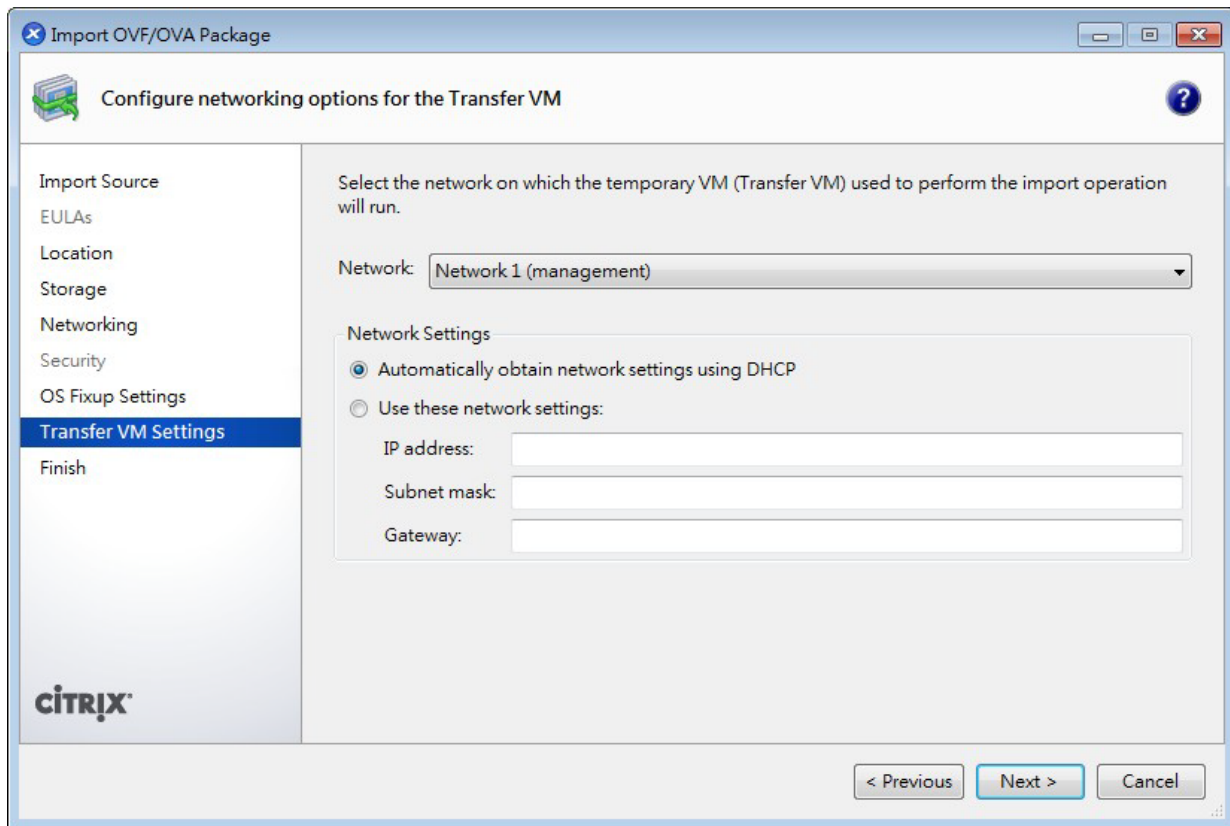 Import OVF/OVA Package
Configure networking options for the Transfer VM
?
Import Source
EULAs
Location
Storage
Networking
Security
OS Fixup Settings
Transfer VM Settings
Finish
CITRIX
Select the network on which the temporary VM (Transfer VM) used to perform the import operation
will run.
Network: Network 1 (management)
Network Settings
Automatically obtain network settings using DHCP
Use these network settings:
IP address:
Subnet mask:
Gateway:
< Previous
Next >
Cancel